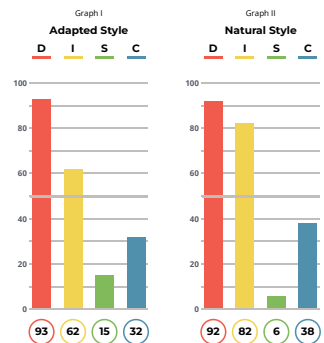 Graph I
Adapted Style
D I S C
100
80
60
40
20
0
93 62 15 32
Graph II
Natural Style
D I S C
100
80
60
40
20
0
92 82 6 38